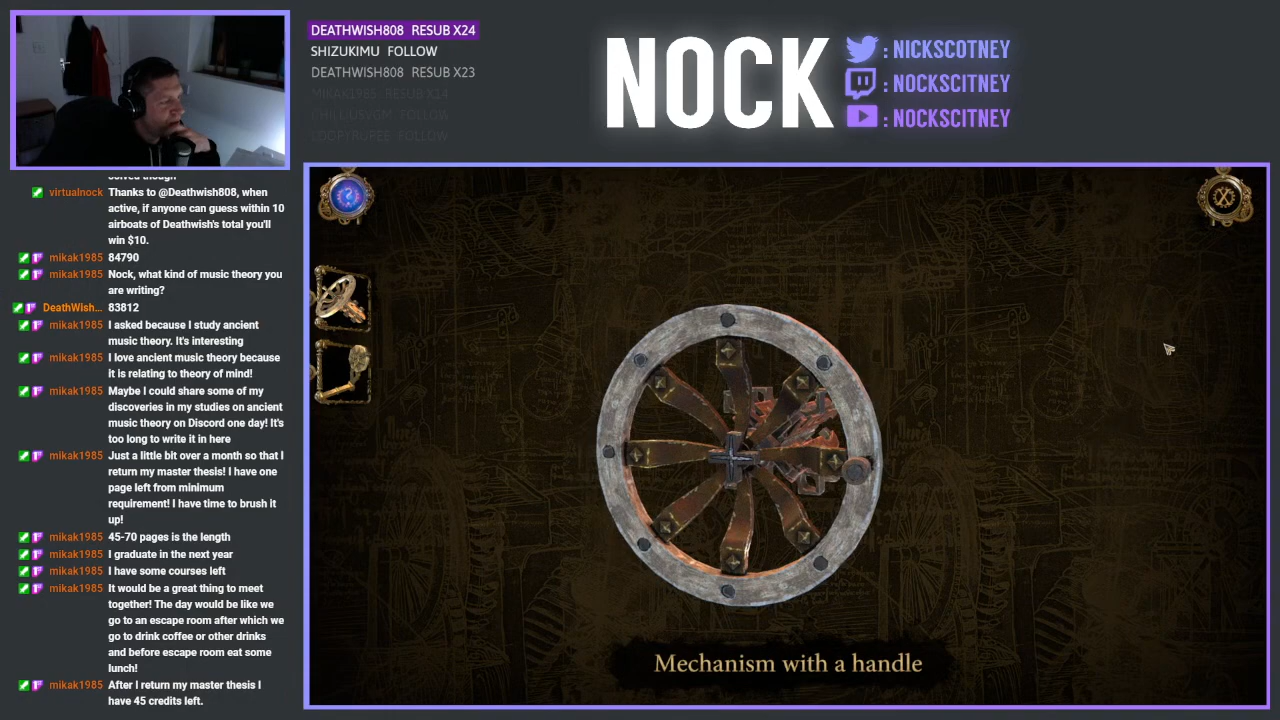 DEATHWISH808 RESUB X24
SHIZUKIMU FOLLOW
DEATHWISH808 RESUB X23
MIKAK1985 RESUB X14
NOCK
: NICKSCOTNEY
: NOCKSCITNEY
: NOCKSCITNEY
solved though
virtualnock Thanks to @Deathwish808, when
active, if anyone can guess within 10
airboats of Deathwish's total you'll
win $10.
mikak1985 84790
mikak1985 Nock, what kind of music theory you
are writing?
DeathWish... 83812
mikak1985 I asked because I study ancient
music theory. It's interesting
mikak1985 I love ancient music theory because
it is relating to theory of mind!
mikak1985 Maybe I could share some of my
discoveries in my studies on ancient
music theory on Discord one day! It's
too long to write it in here
mikak1985 Just a little bit over a month so that I
return my master thesis! I have one
page left from minimum
requirement! I have time to brush it
up!
mikak1985 45-70 pages is the length
mikak1985 I graduate in the next year
mikak1985 I have some courses left
mikak1985 It would be a great thing to meet
together! The day would be like we
go to an escape room after which we
go to drink coffee or other drinks
and before escape room eat some
lunch!
mikak1985 After I return my master thesis I
have 45 credits left.
Mechanism with a handle